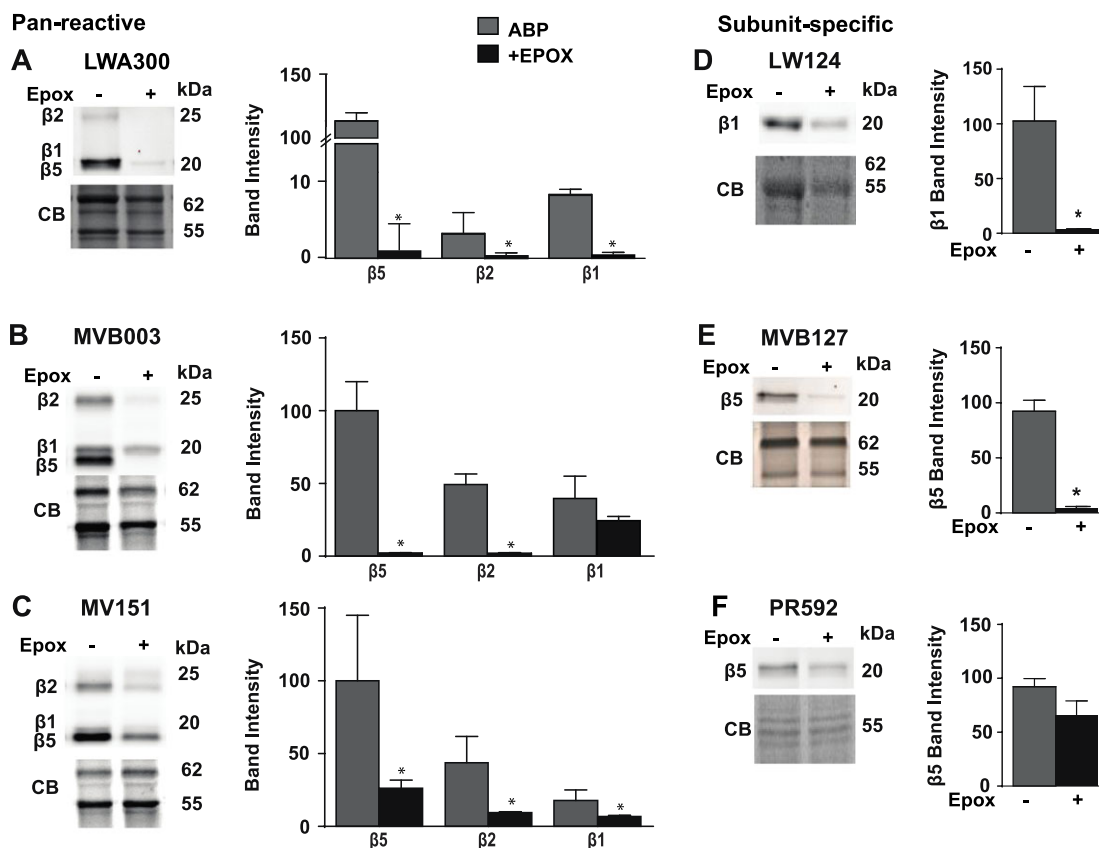 Pan-reactive
ABP
+EPOX
Subunit-specific
A
LWA300
Epox - + kDa
β2 25
β1
β5 20
CB 62
55
Band Intensity
150
100
10
0
* * *
β5 β2 β1
B
MVB003
Epox - + kDa
β2 25
β1 20
β5
CB 62
55
Band Intensity
150
100
50
0
* *
β5 β2 β1
C
MV151
Epox - + kDa
β2 25
β1 20
β5
CB 62
55
Band Intensity
150
100
50
0
* * *
β5 β2 β1
D
LW124
Epox - + kDa
β1 20
62
CB 55
β1 Band Intensity
150
100
50
0
*
Epox - +
E
MVB127
Epox - + kDa
β5 20
CB 62
55
β5 Band Intensity
150
100
50
0
*
Epox - +
F
PR592
Epox - + kDa
β5 20
CB 55
β5 Band Intensity
150
100
50
0
Epox - +